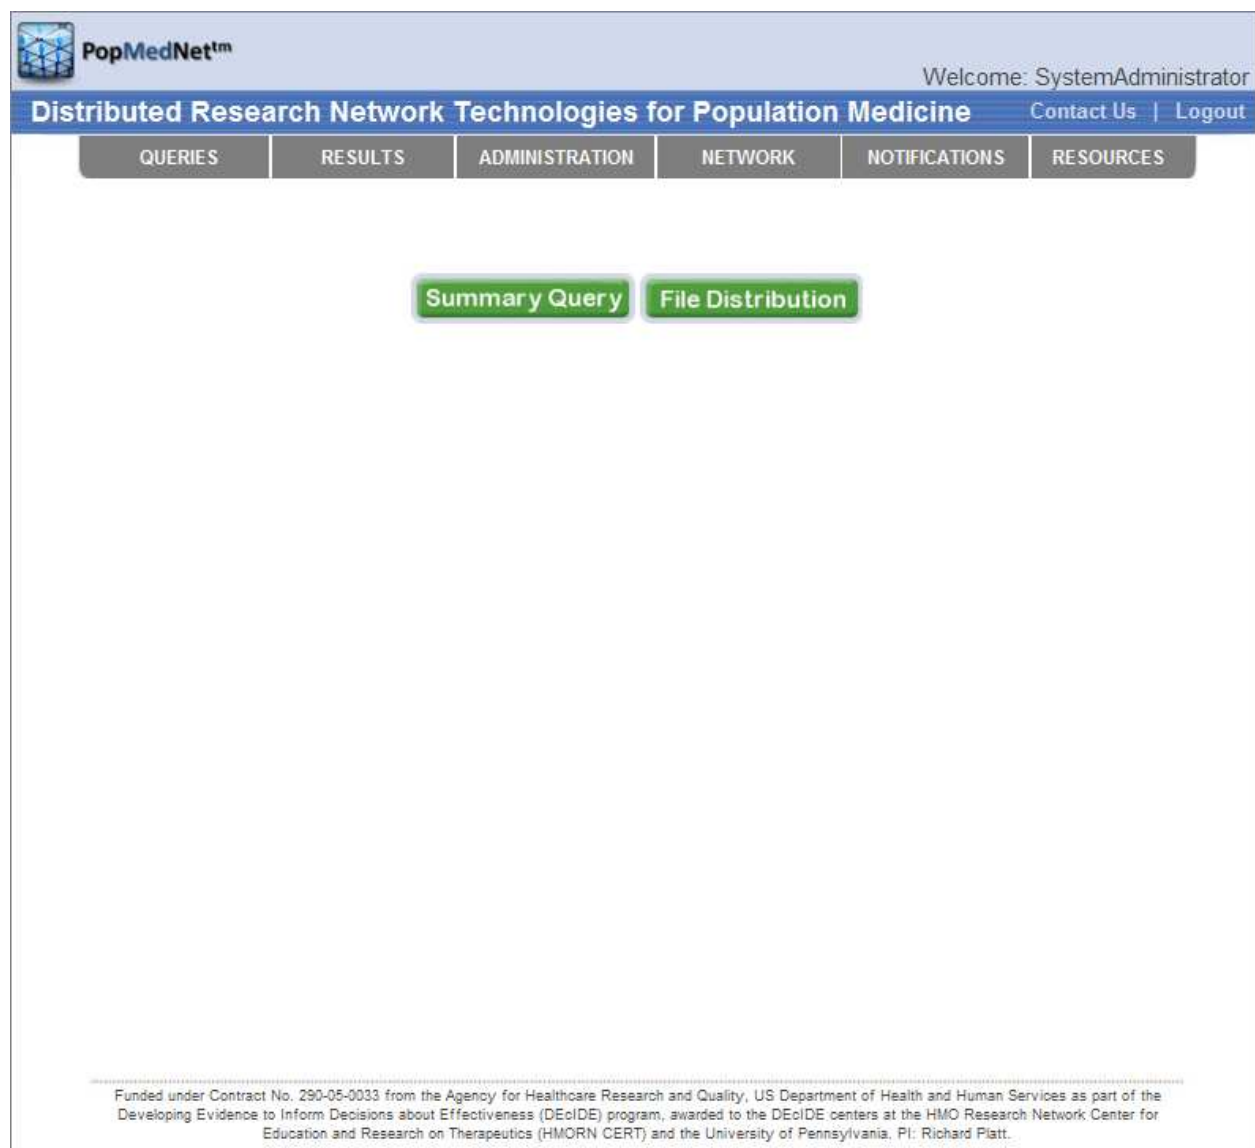 PopMedNet™
Welcome: SystemAdministrator
Distributed Research Network Technologies for Population Medicine Contact Us | Logout
QUERIES RESULTS ADMINISTRATION NETWORK NOTIFICATIONS RESOURCES
Summary Query File Distribution
Funded under Contract No. 290-05-0033 from the Agency for Healthcare Research and Quality, US Department of Health and Human Services as part of the
Developing Evidence to Inform Decisions about Effectiveness (DEcIDE) program, awarded to the DEcIDE centers at the HMO Research Network Center for
Education and Research on Therapeutics (HMORN CERT) and the University of Pennsylvania. PI: Richard Platt.